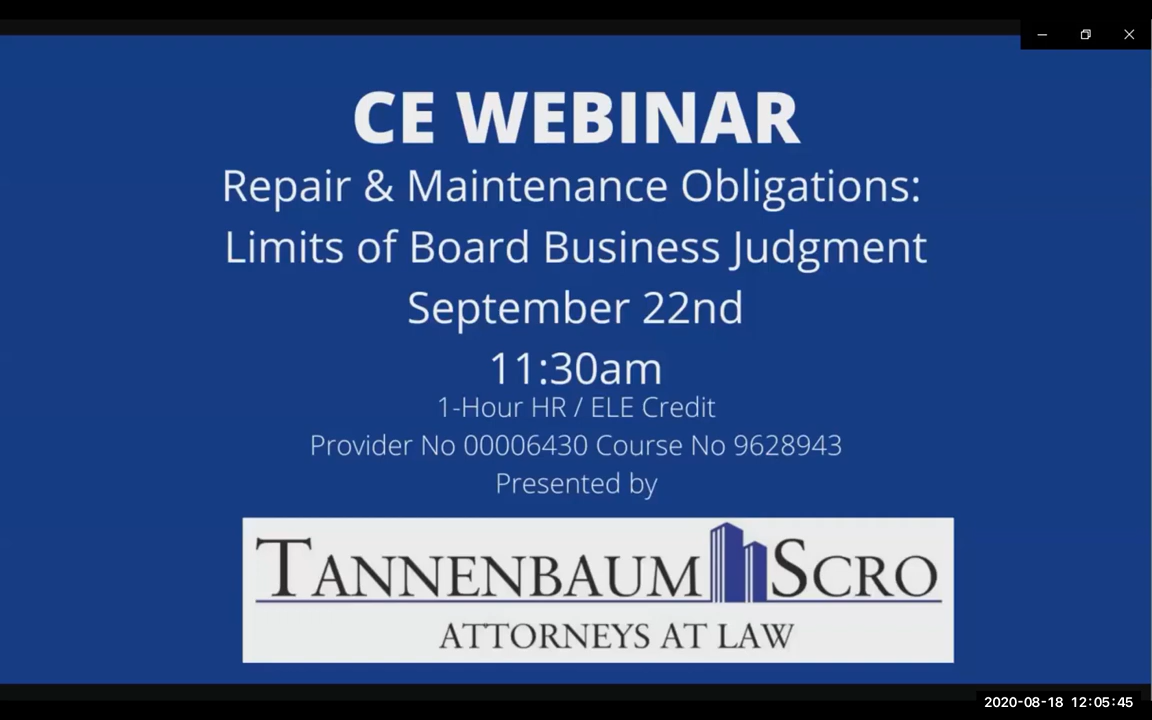 CE WEBINAR
Repair & Maintenance Obligations:
Limits of Board Business Judgment
September 22nd
11:30am
1-Hour HR / ELE Credit
Provider No 00006430 Course No 9628943
Presented by
TANNENBAUM SCRO
ATTORNEYS AT LAW
2020-08-18 12:05:45